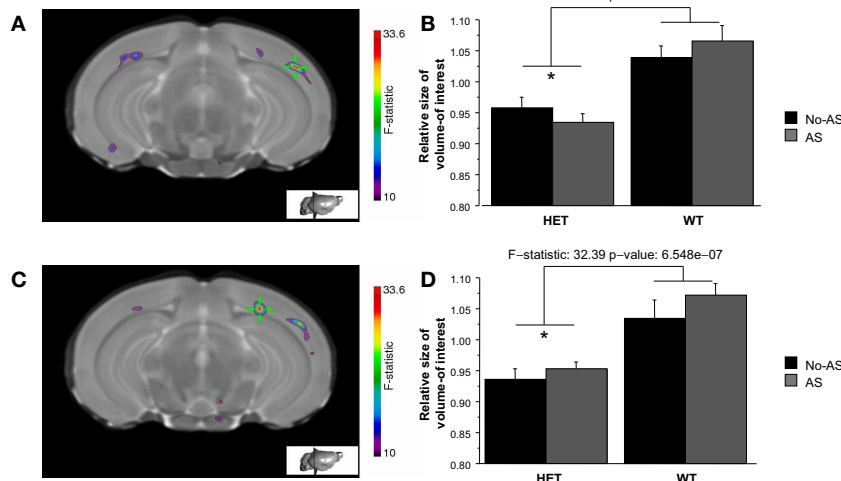 A
33.6
F-statistic
10
B
Relative size of
volume-of interest
1.10
1.05
1.00
0.95
0.90
0.85
0.80
*
HET
WT
No-AS
AS
C
33.6
F-statistic
10
D
F−statistic: 32.39 p−value: 6.548e−07
Relative size of
volume-of interest
1.10
1.05
1.00
0.95
0.90
0.85
0.80
*
HET
WT
No-AS
AS